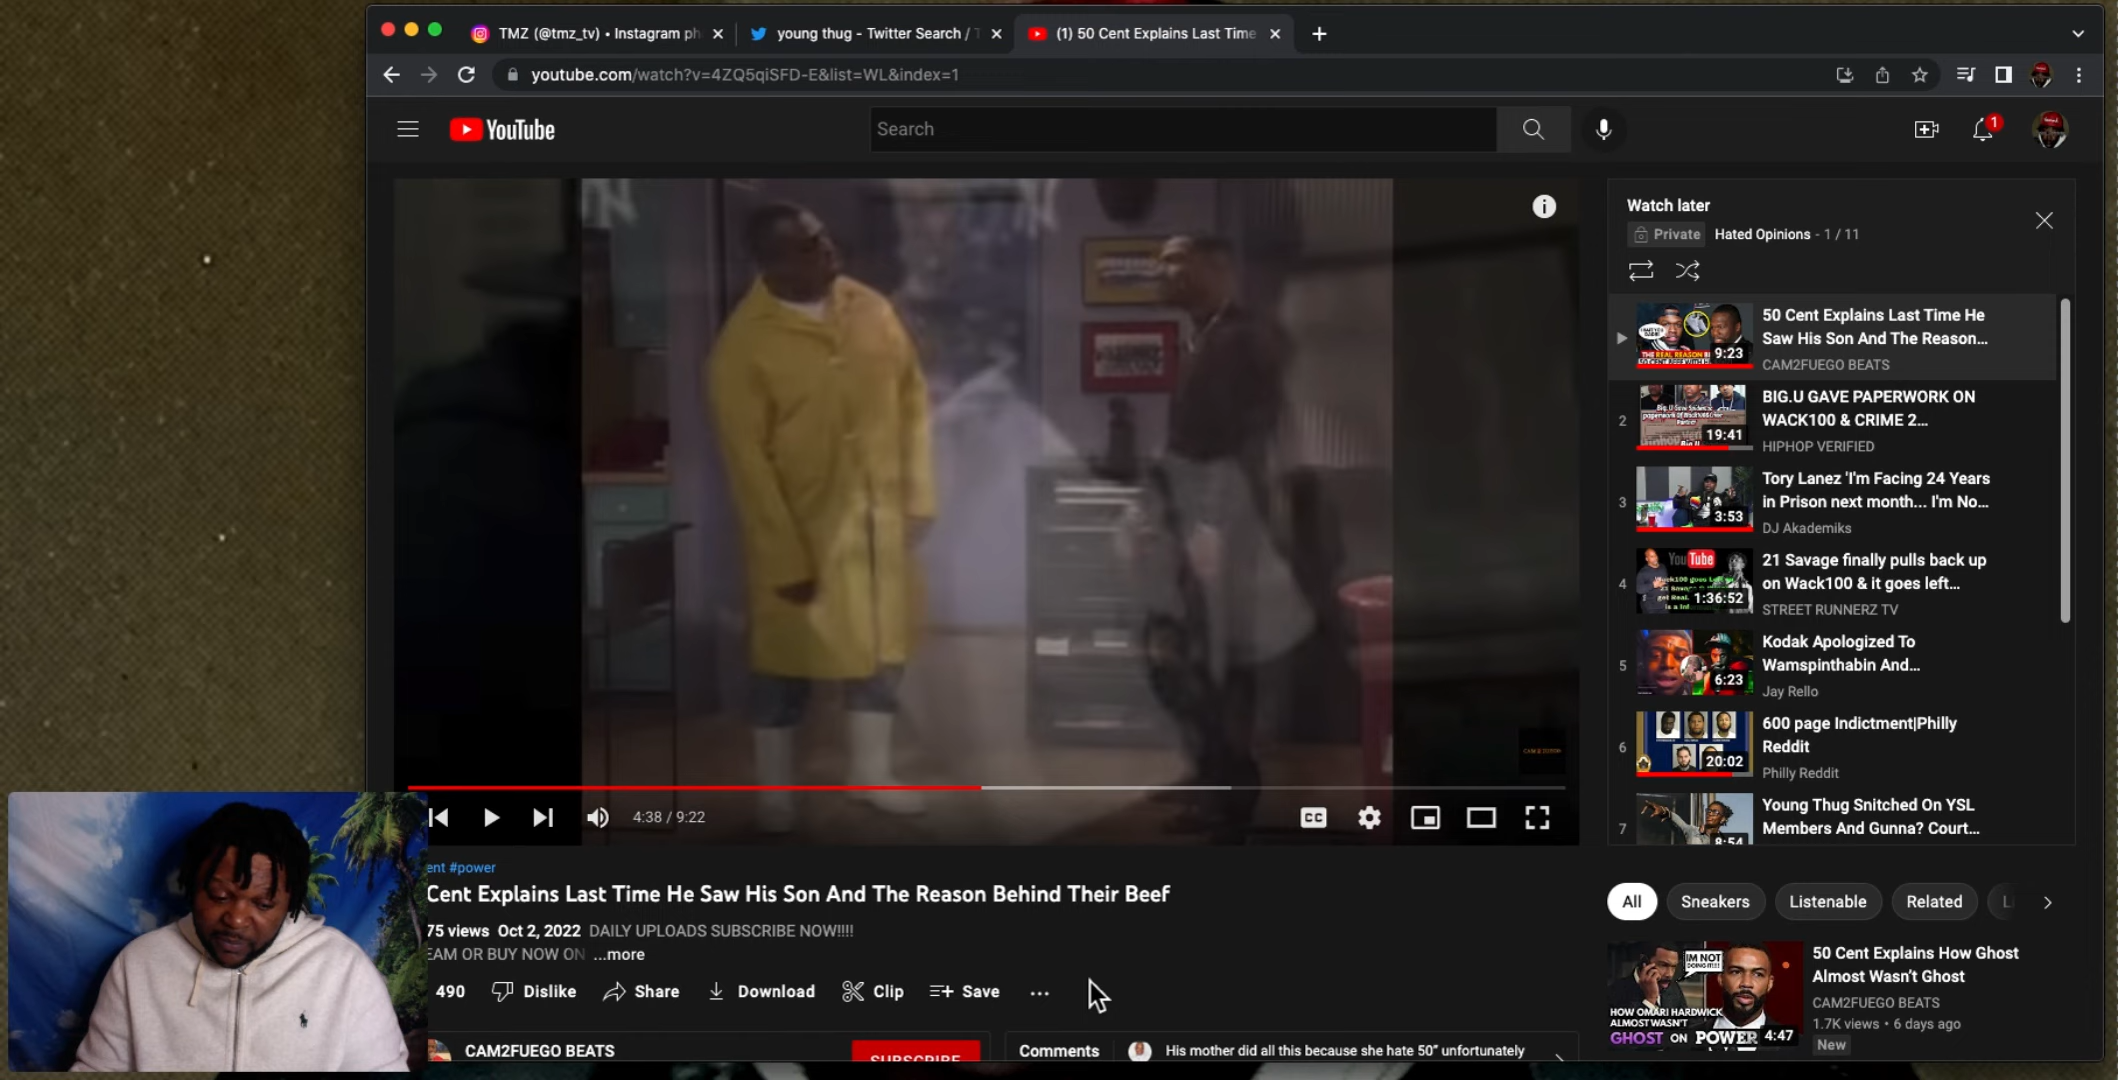 TMZ (@tmz_tv) • Instagram ph
young thug - Twitter Search / T
(1) 50 Cent Explains Last Time
youtube.com/watch?v=4ZQ5qiSFD-E&list=WL&index=1
YouTube
Search
1
Watch later
Private Hated Opinions - 1 / 11
50 Cent Explains Last Time He
Saw His Son And The Reason...
CAM2FUEGO BEATS
9:23
2
BIG.U GAVE PAPERWORK ON
WACK100 & CRIME 2...
HIPHOP VERIFIED
19:41
3
Tory Lanez 'I'm Facing 24 Years
in Prison next month... I'm No...
DJ Akademiks
3:53
4
21 Savage finally pulls back up
on Wack100 & it goes left...
STREET RUNNERZ TV
YouTube
1:36:52
5
Kodak Apologized To
Wamspinthabin And...
Jay Rello
6:23
6
600 page Indictment|Philly
Reddit
Philly Reddit
20:02
7
Young Thug Snitched On YSL
Members And Gunna? Court...
8:54
4:38 / 9:22
CC
ent #power
Cent Explains Last Time He Saw His Son And The Reason Behind Their Beef
75 views Oct 2, 2022 DAILY UPLOADS SUBSCRIBE NOW!!!!
EAM OR BUY NOW ON ...more
490 Dislike Share Download Clip Save ...
CAM2FUEGO BEATS
SUBSCRIBE
Comments
His mother did all this because she hate 50" unfortunately
All Sneakers Listenable Related
50 Cent Explains How Ghost
Almost Wasn't Ghost
CAM2FUEGO BEATS
1.7K views • 6 days ago
New
IM NOT
DOING IT!!!
HOW OMARI HARDWICK
ALMOST WASN'T
GHOST ON POWER
4:47